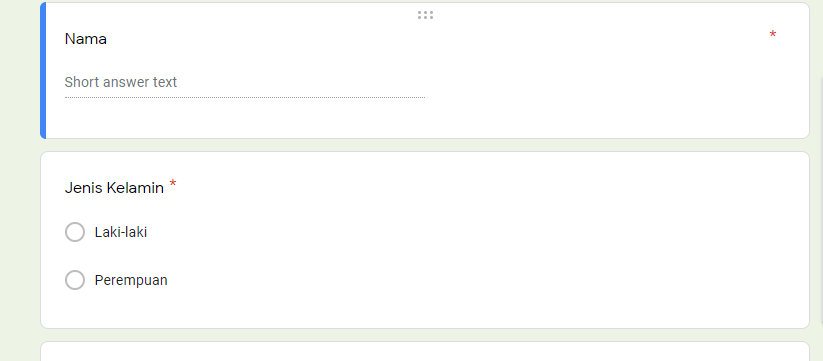 Nama *
Short answer text
Jenis Kelamin *
Laki-laki
Perempuan